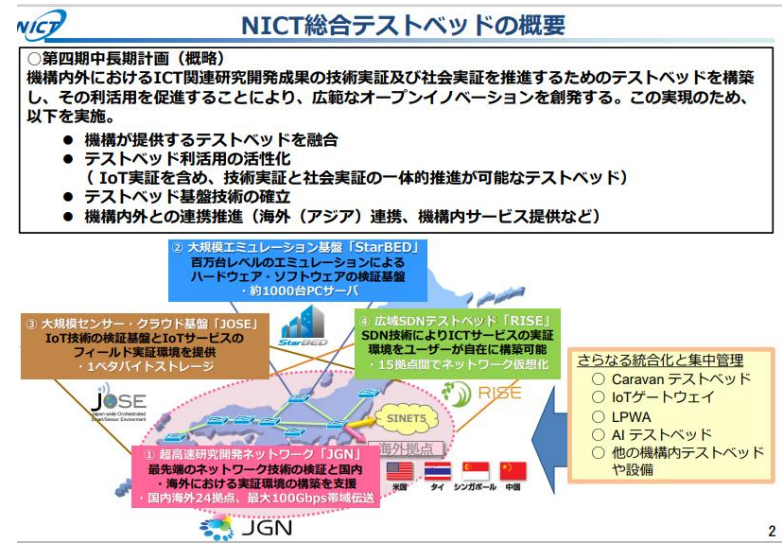 NICT
NICT総合テストベッドの概要
○第四期中長期計画（概略）
機構内外におけるICT関連研究開発成果の技術実証及び社会実証を推進するためのテストベッドを構築
し、その利活用を促進することにより、広範なオープンイノベーションを創発する。この実現のため、
以下を実施。
● 機構が提供するテストベッドを融合
● テストベッド利活用の活性化
（ IoT実証を含め、技術実証と社会実証の一体的推進が可能なテストベッド）
● テストベッド基盤技術の確立
● 機構内外との連携推進（海外（アジア）連携、機構内サービス提供など）
② 大規模エミュレーション基盤「StarBED」
百万台レベルのエミュレーションによる
ハードウェア・ソフトウェアの検証基盤
・約1000台PCサーバ
③ 大規模センサー・クラウド基盤「JOSE」
IoT技術の検証基盤とIoTサービスの
フィールド実証環境を提供
・1ペタバイトストレージ
StarBED
④ 広域SDNテストベッド「RISE」
SDN技術によりICTサービスの実証
環境をユーザーが自在に構築可能
・15拠点間でネットワーク仮想化
JOSE
Japan-wide Orchestrated
Smart/Sensor Environment
RISE
SINET5
海外拠点
① 超高速研究開発ネットワーク「JGN」
最先端のネットワーク技術の検証と国内
・海外における実証環境の構築を支援
・国内海外24拠点、最大100Gbps帯域伝送
米国 タイ シンガポール 中国
JGN
さらなる統合化と集中管理
○ Caravan テストベッド
○ IoTゲートウェイ
○ LPWA
○ AI テストベッド
○ 他の機構内テストベッド
や設備
2